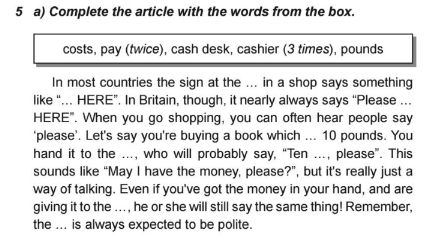 5 a) Complete the article with the words from the box.
costs, pay (twice), cash desk, cashier (3 times), pounds
In most countries the sign at the ... in a shop says something
like “... HERE”. In Britain, though, it nearly always says “Please ...
HERE”. When you go shopping, you can often hear people say
‘please’. Let's say you're buying a book which ... 10 pounds. You
hand it to the ..., who will probably say, “Ten ..., please”. This
sounds like “May I have the money, please?”, but it's really just a
way of talking. Even if you've got the money in your hand, and are
giving it to the ..., he or she will still say the same thing! Remember,
the ... is always expected to be polite.